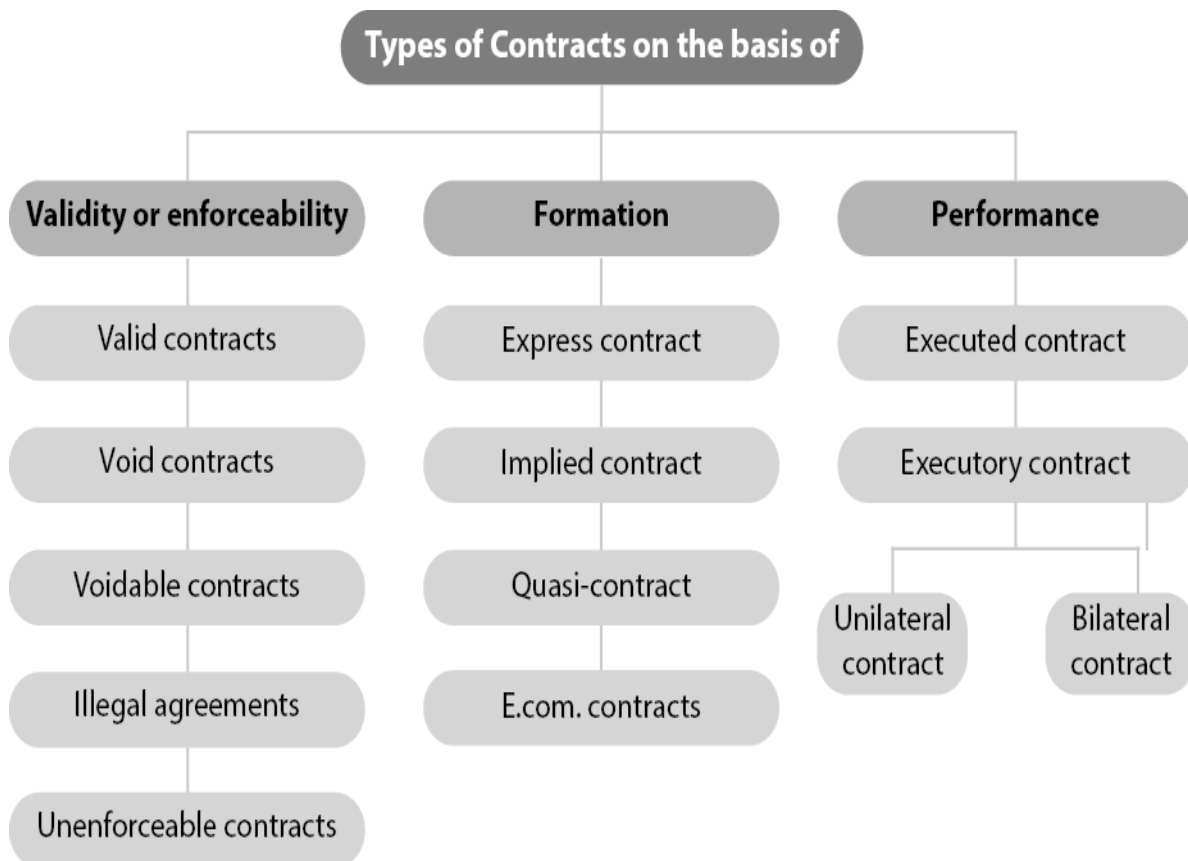 Types of Contracts on the basis of
Validity or enforceability
Formation
Performance
Valid contracts
Express contract
Executed contract
Void contracts
Implied contract
Executory contract
Voidable contracts
Quasi-contract
Unilateral
contract
Bilateral
contract
Illegal agreements
E.com. contracts
Unenforceable contracts